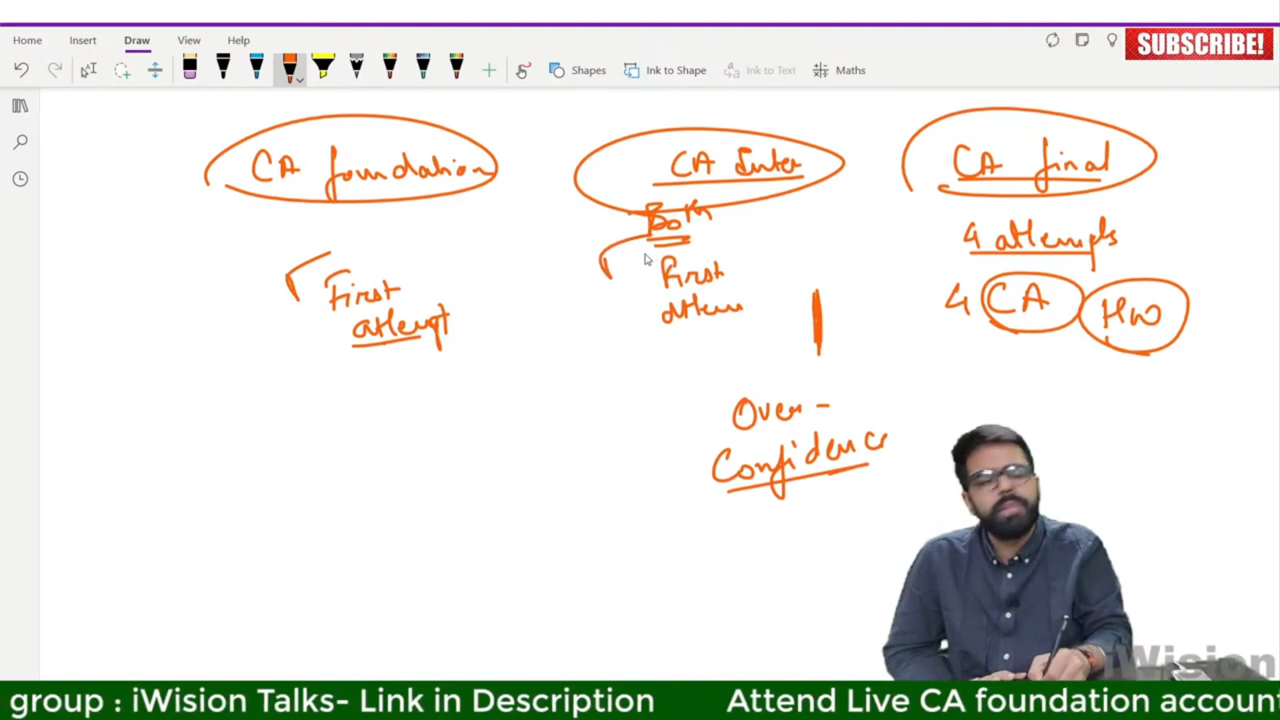 Home Insert Draw View Help
SUBSCRIBE!
Shapes Ink to Shape Ink to Text Maths
CA foundation
CA Inter
CA final
Both
4 attempts
First
attempt
First
Attem
4 CA HW
Over-
Confidence
iWision
group : iWision Talks- Link in Description Attend Live CA foundation account